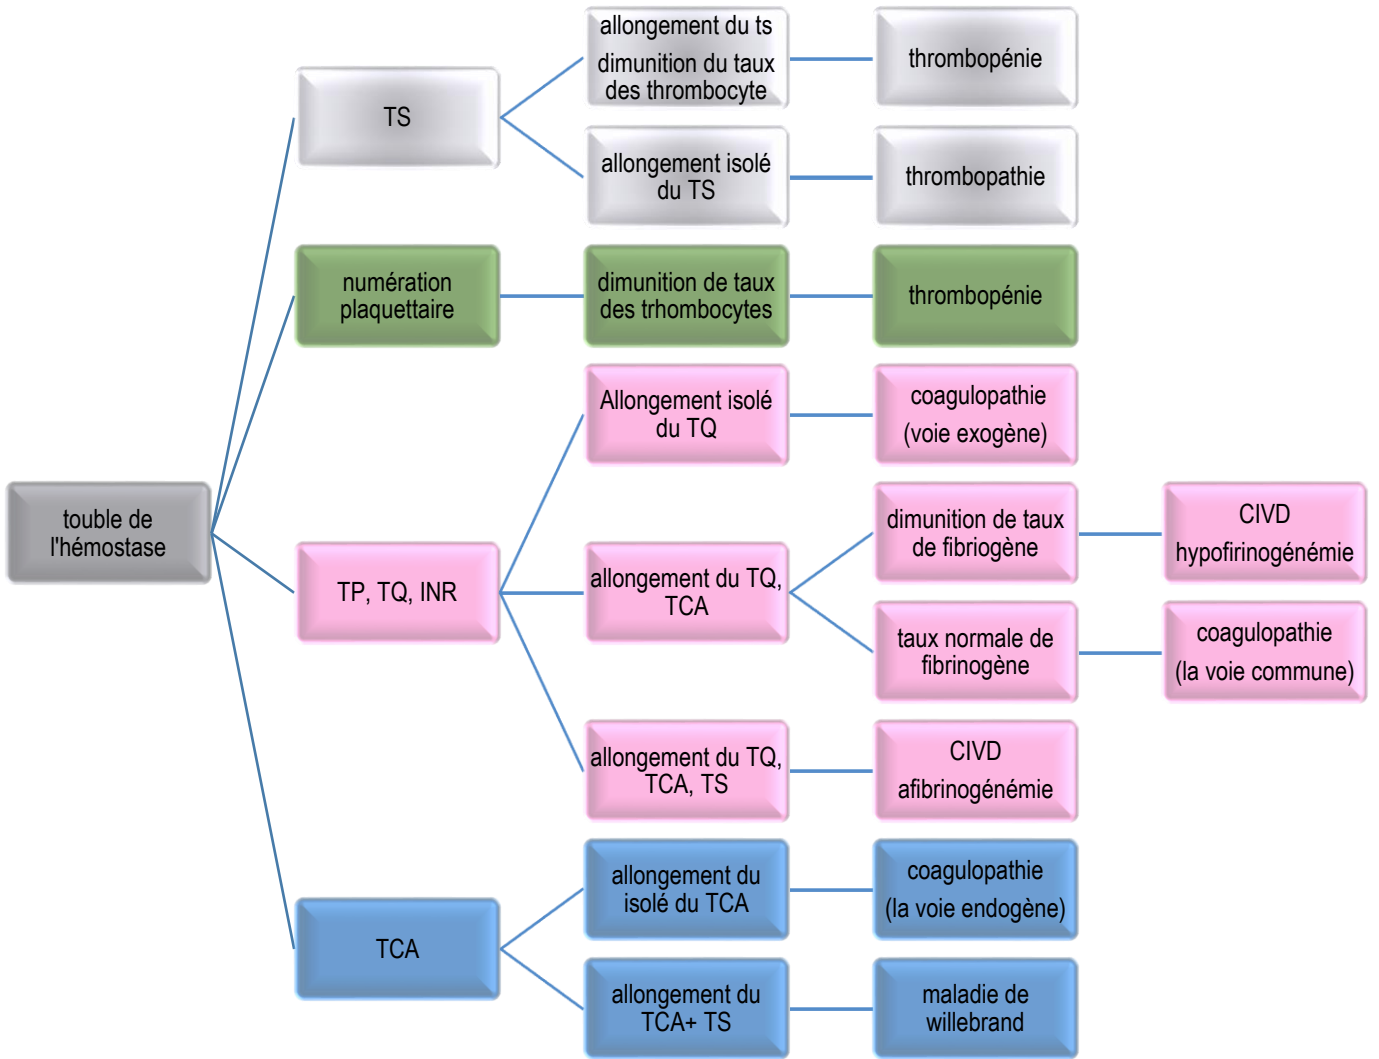 touble de
l'hémostase
TS
allongement du ts
dimunition du taux
des thrombocyte
thrombopénie
allongement isolé
du TS
thrombopathie
numération
plaquettaire
dimunition de taux
des trhombocytes
thrombopénie
TP, TQ, INR
Allongement isolé
du TQ
coagulopathie
(voie exogène)
allongement du TQ,
TCA
dimunition de taux
de fibriogène
CIVD
hypofirinogénémie
taux normale de
fibrinogène
coagulopathie
(la voie commune)
allongement du TQ,
TCA, TS
CIVD
afibrinogénémie
TCA
allongement du
isolé du TCA
coagulopathie
(la voie endogène)
allongement du
TCA+ TS
maladie de
willebrand